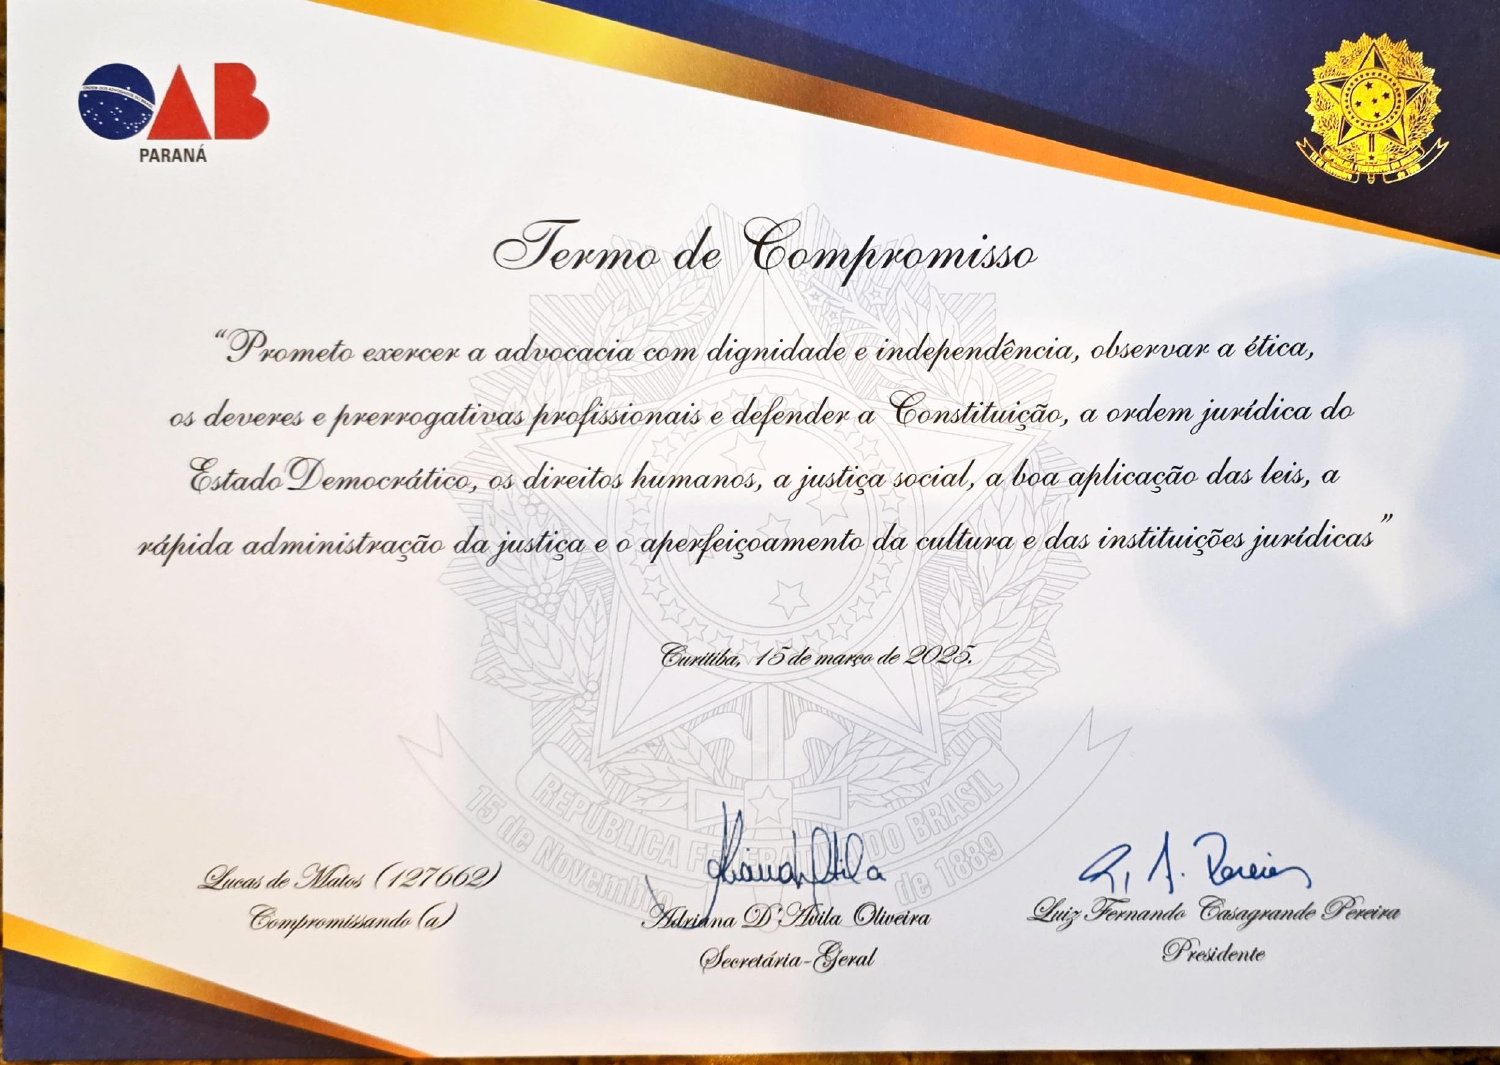 OAB
PARANÁ
Termo de Compromisso
“Prometo exercer a advocacia com dignidade e independência, observar a ética,
os deveres e prerrogativas profissionais e defender a Constituição, a ordem jurídica do
Estado Democrático, os direitos humanos, a justiça social, a boa aplicação das leis, a
rápida administração da justiça e o aperfeiçoamento da cultura e das instituições jurídicas”
Curitiba, 15 de março de 2025.
REPÚBLICA FEDERATIVA DO BRASIL
15 de Novembro de 1889
Lucas de Matos (127662)
Compromissando (a)
Adriana D'Avila Oliveira
Secretária-Geral
Luiz Fernando Casagrande Pereira
Presidente